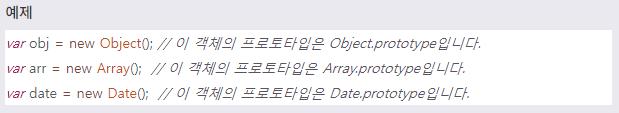 예제
var obj = new Object(); // 이 객체의 프로토타입은 Object.prototype입니다.
var arr = new Array();  // 이 객체의 프로토타입은 Array.prototype입니다.
var date = new Date();  // 이 객체의 프로토타입은 Date.prototype입니다.